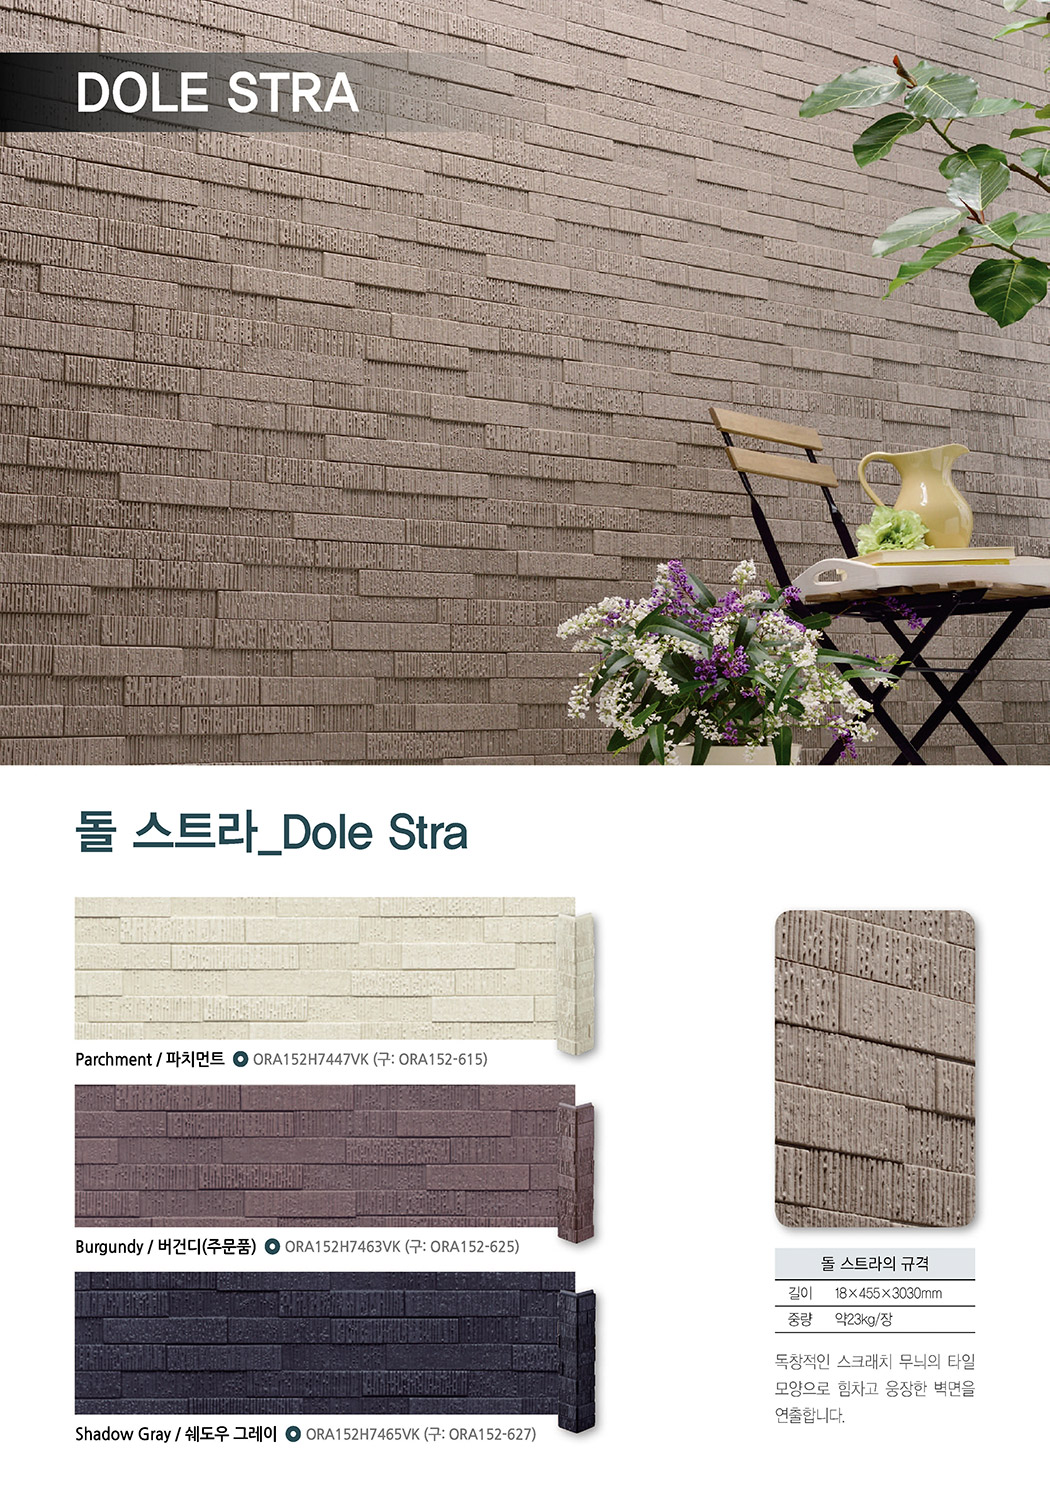 DOLE STRA
돌 스트라_Dole Stra
Parchment / 파치먼트 ORA152H7447VK (구: ORA152-615)
Burgundy / 버건디(주문품) ORA152H7463VK (구: ORA152-625)
Shadow Gray / 쉐도우 그레이 ORA152H7465VK (구: ORA152-627)
돌 스트라의 규격
길이 18×455×3030mm
중량 약23kg/장
독창적인 스크래치 무늬의 타일
모양으로 힘차고 웅장한 벽면을
연출합니다.